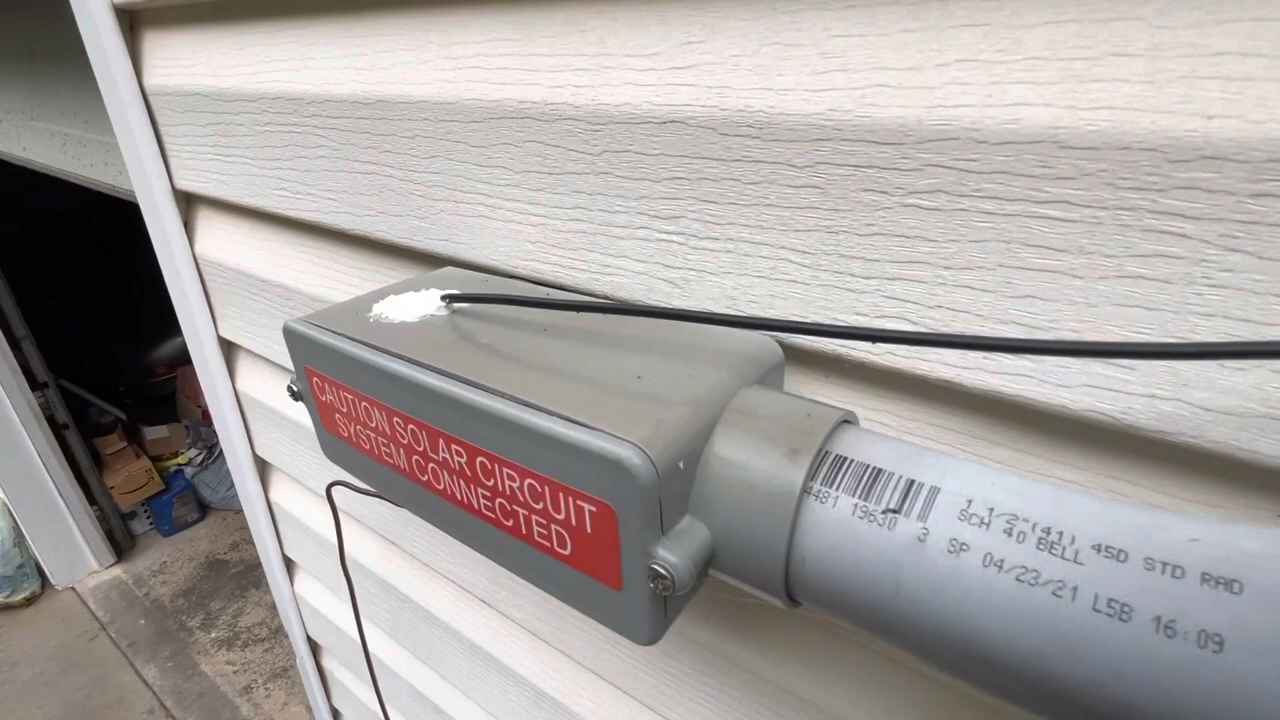 CAUTION SOLAR CIRCUIT
SYSTEM CONNECTED
4481 19630 3
1 1/2"(41) 45D STD RAD
SCH 40 BELL
SP 04/23/21 L5B 16:09